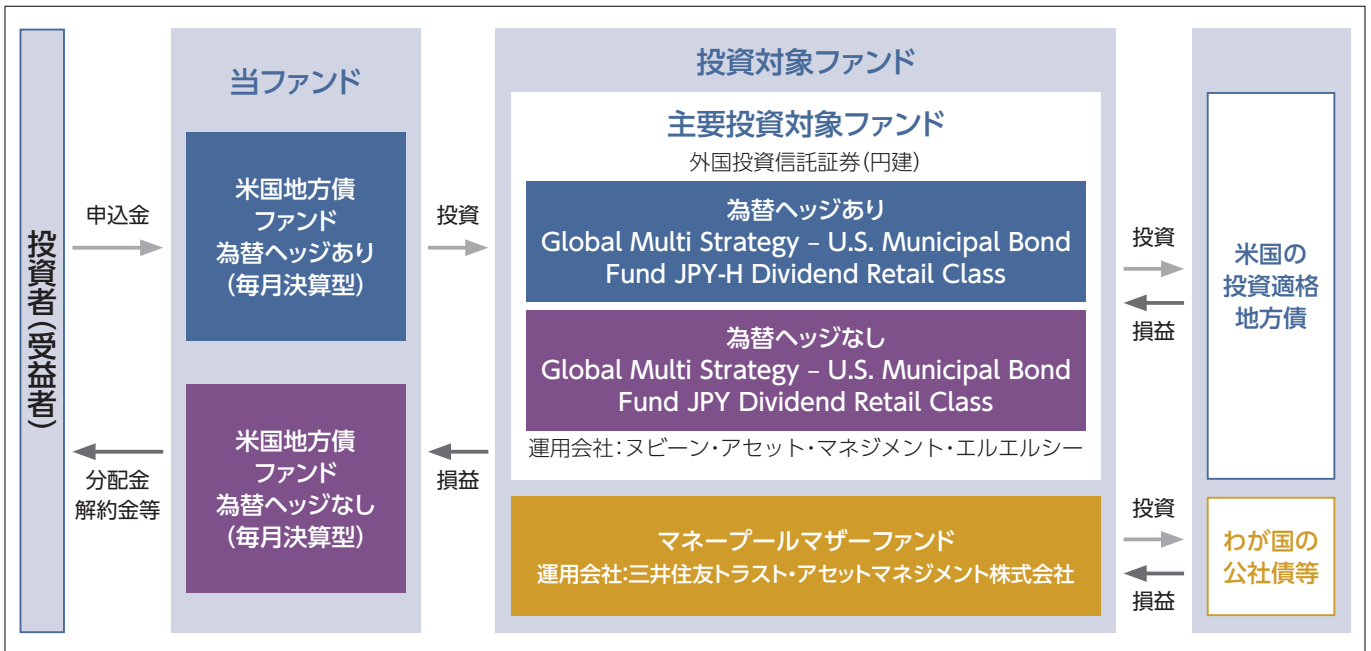 投資者(受益者)
申込金
分配金
解約金等
当ファンド
米国地方債
ファンド
為替ヘッジあり
(毎月決算型)
米国地方債
ファンド
為替ヘッジなし
(毎月決算型)
投資
損益
投資対象ファンド
主要投資対象ファンド
外国投資信託証券(円建)
為替ヘッジあり
Global Multi Strategy – U.S. Municipal Bond
Fund JPY-H Dividend Retail Class
為替ヘッジなし
Global Multi Strategy – U.S. Municipal Bond
Fund JPY Dividend Retail Class
運用会社:ヌビーン・アセット・マネジメント・エルエルシー
マネープールマザーファンド
運用会社:三井住友トラスト・アセットマネジメント株式会社
投資
損益
投資
損益
米国の
投資適格
地方債
わが国の
公社債等